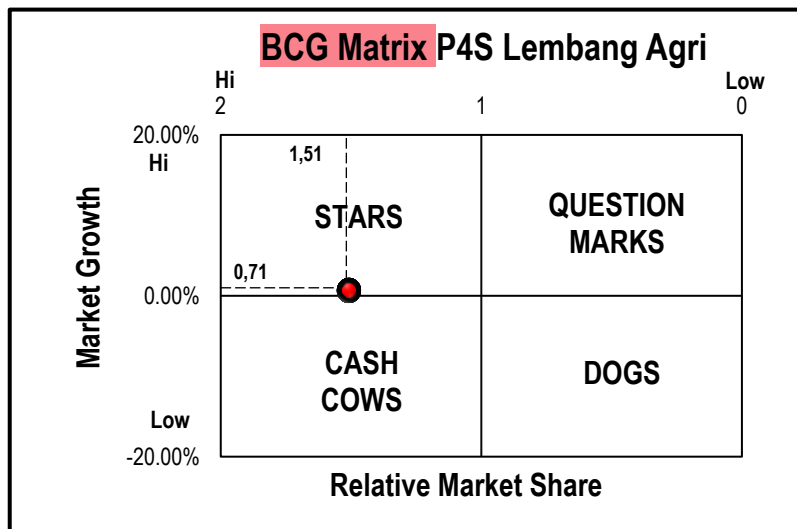 BCG Matrix P4S Lembang Agri
Hi
Low
2
1
0
20.00%
Hi
1,51
STARS
QUESTION
MARKS
0,71
0.00%
Market Growth
CASH
COWS
DOGS
Low
-20.00%
Relative Market Share